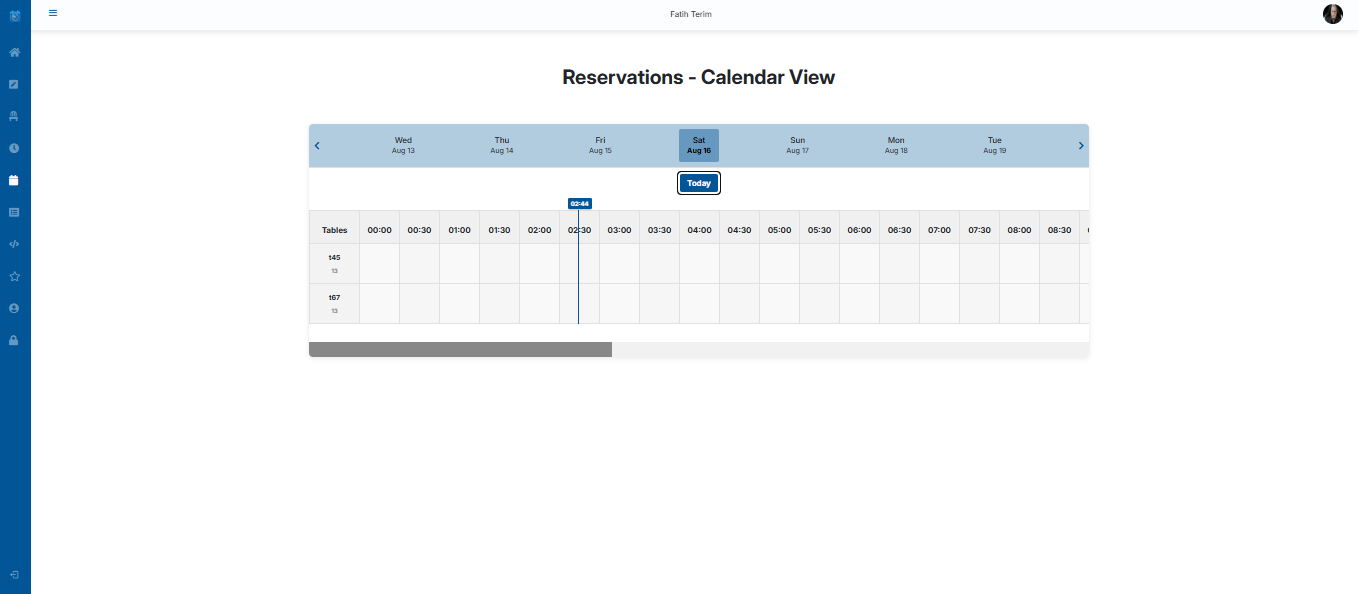 Fatih Terim
Reservations - Calendar View
Wed Thu Fri Sat Sun Mon Tue
Aug 13 Aug 14 Aug 15 Aug 16 Aug 17 Aug 18 Aug 19
Today
02:44
Tables 00:00 00:30 01:00 01:30 02:00 02:30 03:00 03:30 04:00 04:30 05:00 05:30 06:00 06:30 07:00 07:30 08:00 08:30
t45
13
t67
13